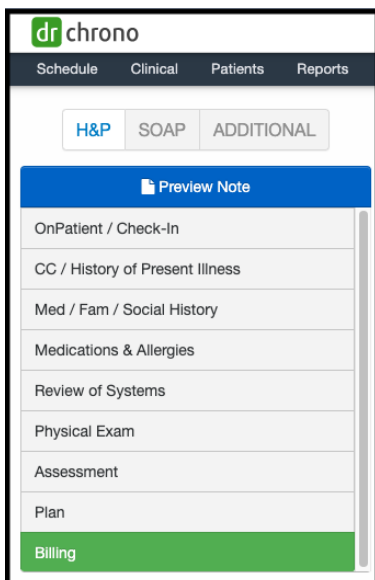 dr chrono
Schedule Clinical Patients Reports
H&P SOAP ADDITIONAL
Preview Note
OnPatient / Check-In
CC / History of Present Illness
Med / Fam / Social History
Medications & Allergies
Review of Systems
Physical Exam
Assessment
Plan
Billing